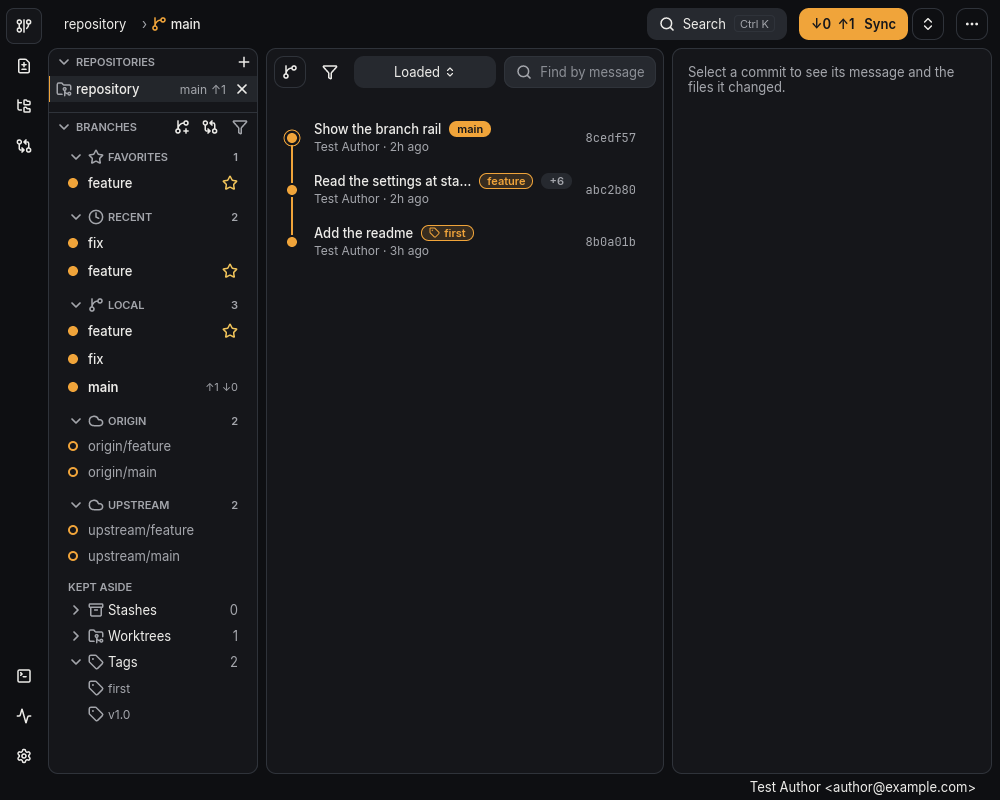 repository › main
Search Ctrl K
↓0 ↑1 Sync
REPOSITORIES
repository main ↑1
BRANCHES
FAVORITES 1
feature
RECENT 2
fix
feature
LOCAL 3
feature
fix
main ↑1 ↓0
ORIGIN 2
origin/feature
origin/main
UPSTREAM 2
upstream/feature
upstream/main
KEPT ASIDE
Stashes 0
Worktrees 1
Tags 2
first
v1.0
Loaded
Find by message
Show the branch rail main
Test Author · 2h ago
8cedf57
Read the settings at sta... feature +6
Test Author · 2h ago
abc2b80
Add the readme first
Test Author · 3h ago
8b0a01b
Select a commit to see its message and the
files it changed.
Test Author <author@example.com>